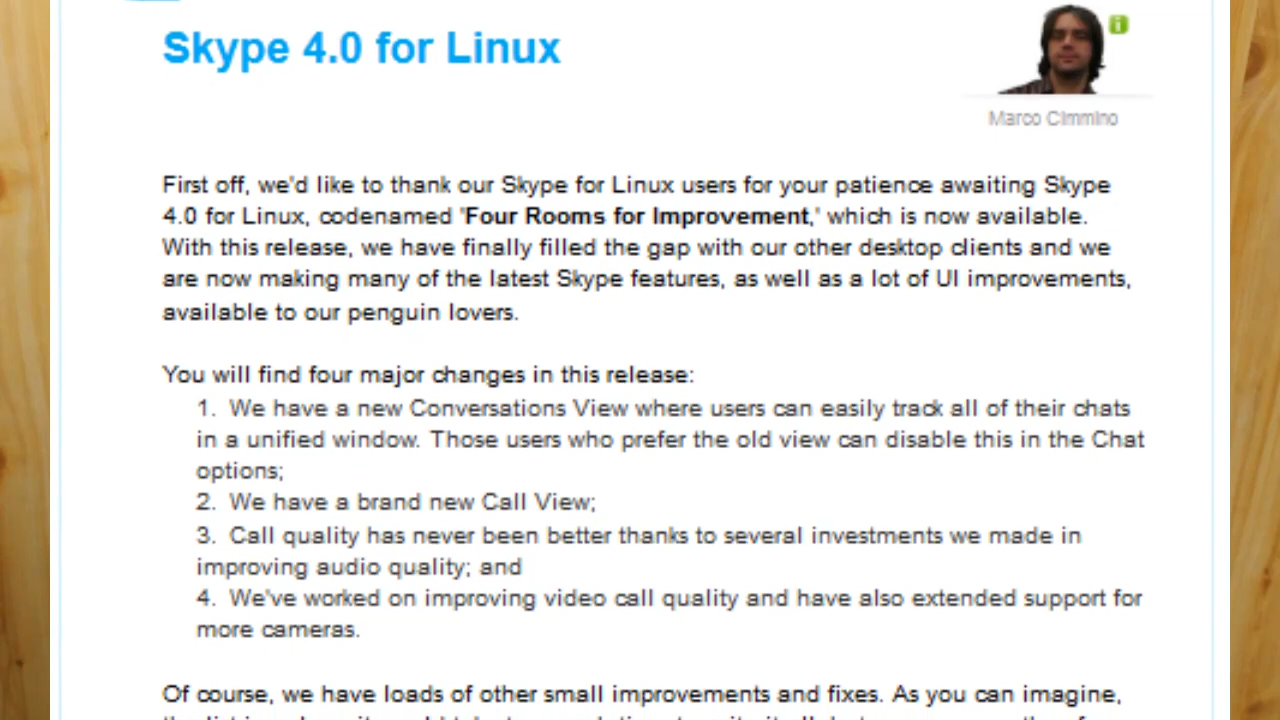 Skype 4.0 for Linux
Marco Cimmino
First off, we'd like to thank our Skype for Linux users for your patience awaiting Skype
4.0 for Linux, codenamed 'Four Rooms for Improvement,' which is now available.
With this release, we have finally filled the gap with our other desktop clients and we
are now making many of the latest Skype features, as well as a lot of UI improvements,
available to our penguin lovers.
You will find four major changes in this release:
1. We have a new Conversations View where users can easily track all of their chats
in a unified window. Those users who prefer the old view can disable this in the Chat
options;
2. We have a brand new Call View;
3. Call quality has never been better thanks to several investments we made in
improving audio quality; and
4. We've worked on improving video call quality and have also extended support for
more cameras.
Of course, we have loads of other small improvements and fixes. As you can imagine,